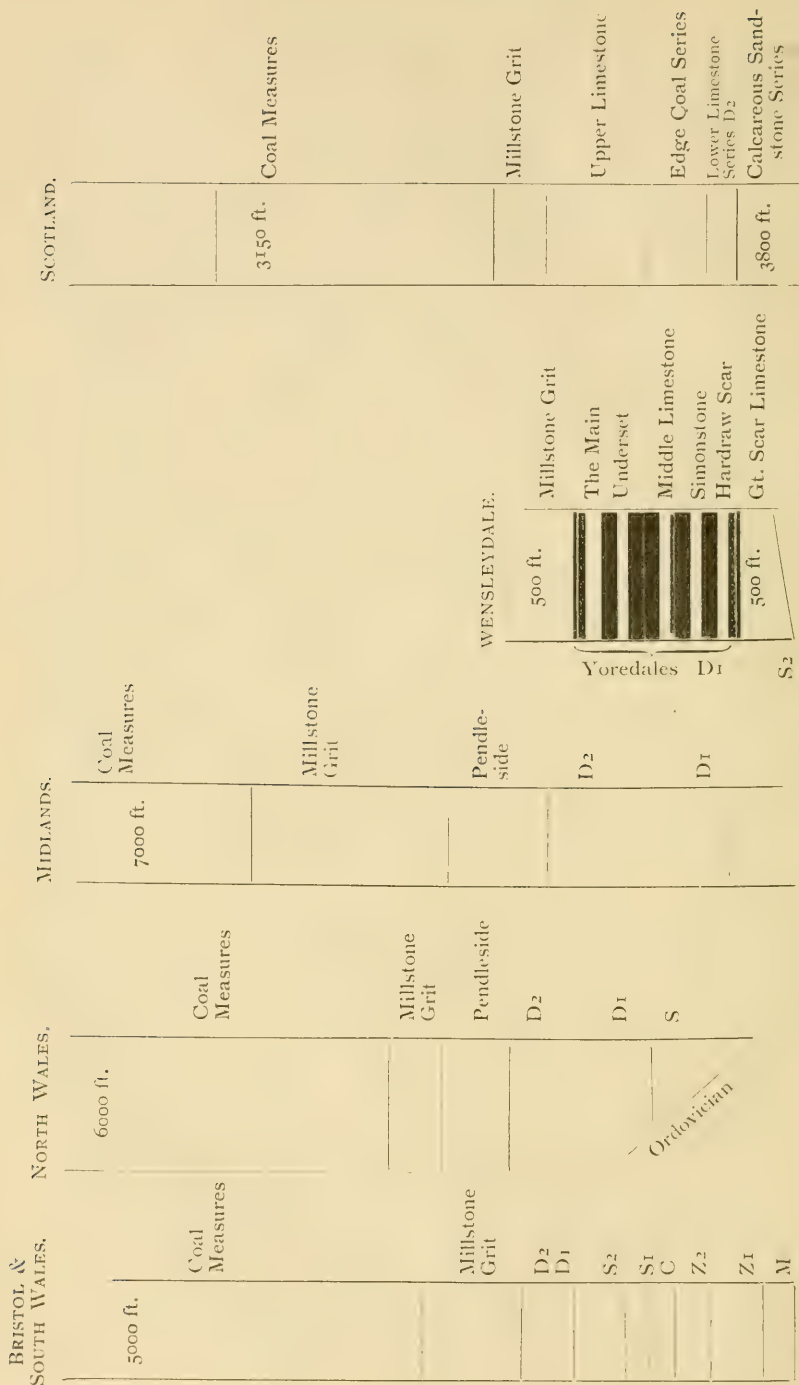 BRISTOL &
SOUTH WALES.
5000 ft.
Coal
Measures
Millstone
Grit
D2
D1
S2
S1
C
Z2
Z1
M
NORTH WALES.
6000 ft.
Coal
Measures
Millstone
Grit
Pendleside
D2
D1
S
Ordovician
MIDLANDS.
7000 ft.
Coal
Measures
Millstone
Grit
Pendle-
side
D2
D1
WENSLEYDALE.
500 ft.
Millstone Grit
The Main
Underset
Middle Limestone
Simonstone
Hardraw Scar
Gt. Scar Limestone
500 ft.
Yoredales D1
S2
SCOTLAND.
3150 ft.
Coal Measures
Millstone Grit
Upper Limestone
Edge Coal Series
Lower Limestone
Series D2
Calcareous Sand-
stone Series
3800 ft.